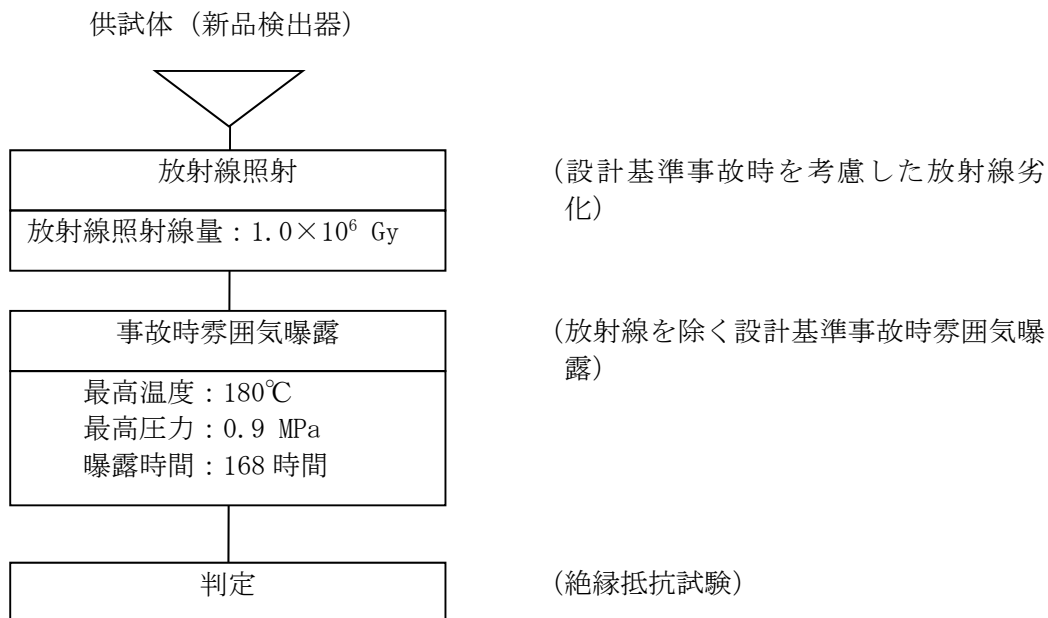 供試体（新品検出器）
放射線照射
（設計基準事故時を考慮した放射線劣
化）
放射線照射線量：1.0×10⁶ Gy
事故時雰囲気曝露
（放射線を除く設計基準事故時雰囲気曝
露）
最高温度：180℃
最高圧力：0.9 MPa
曝露時間：168 時間
判定
（絶縁抵抗試験）